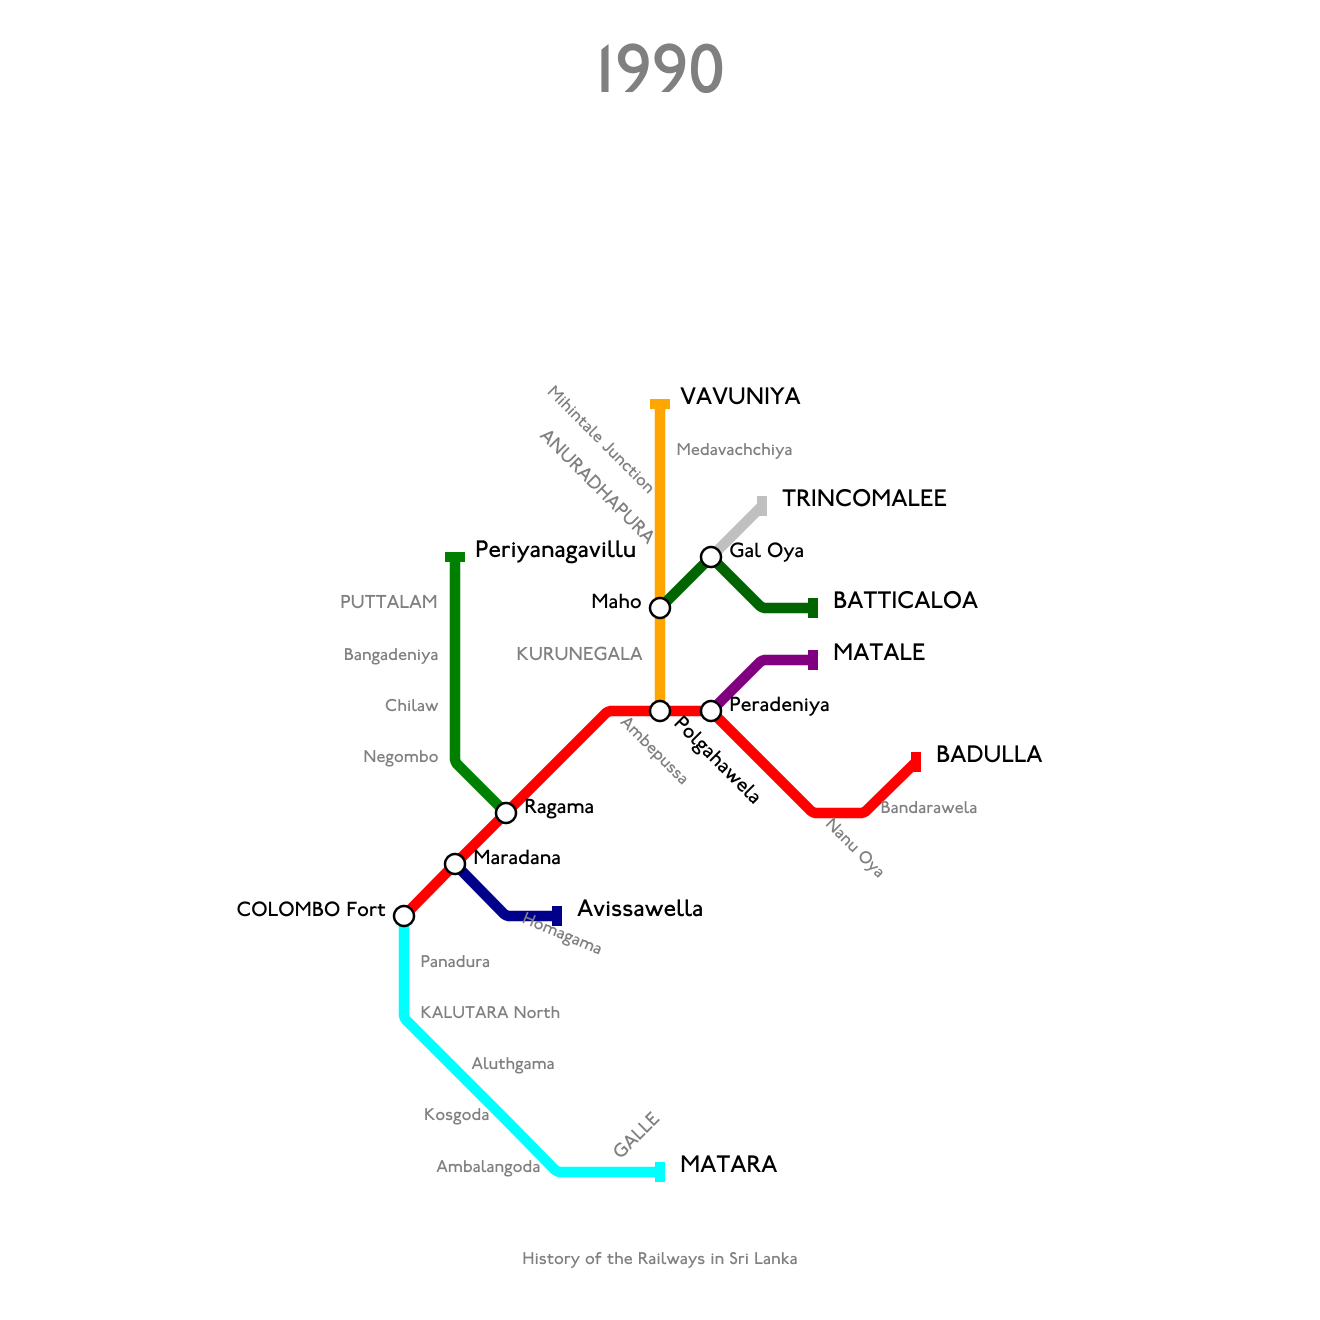 1990
VAVUNIYA
Mihintale Junction
Medavachchiya
ANURADHAPURA
TRINCOMALEE
Periyanagavillu
Gal Oya
PUTTALAM
Maho
BATTICALOA
Bangadeniya
KURUNEGALA
MATALE
Chilaw
Peradeniya
Polgahawela
Ambepussa
Negombo
BADULLA
Ragama
Bandarawela
Nanu Oya
Maradana
COLOMBO Fort
Avissawella
Homagama
Panadura
KALUTARA North
Aluthgama
Kosgoda
GALLE
Ambalangoda
MATARA
History of the Railways in Sri Lanka